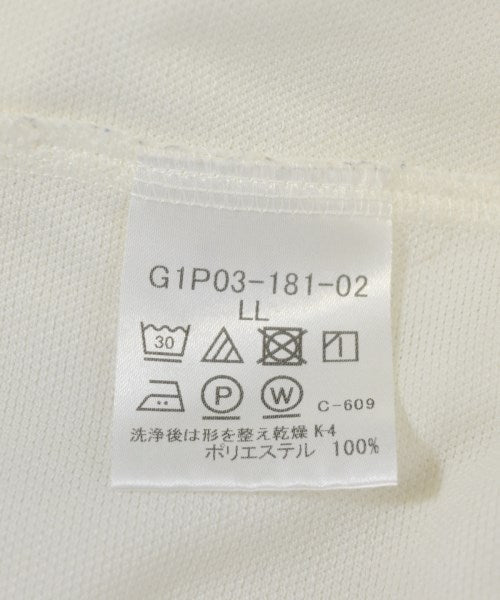 G1P03-181-02
LL
30
P W C-609
洗浄後は形を整え乾燥 K-4
ポリエステル 100%